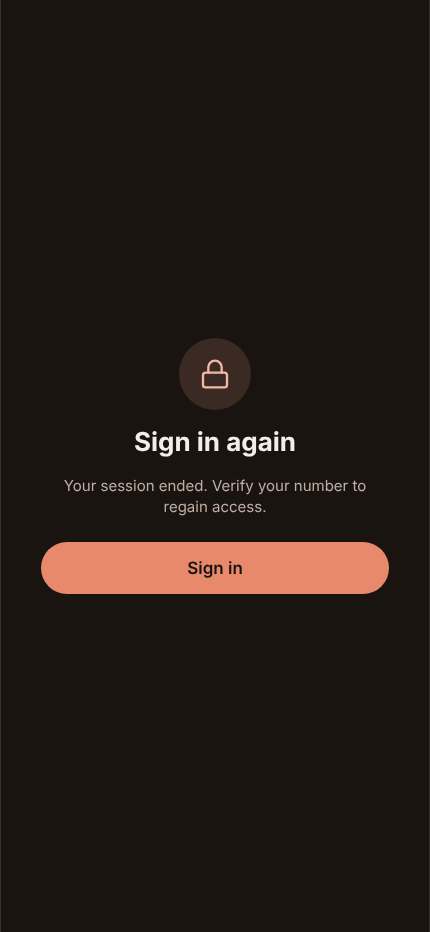 Sign in again
Your session ended. Verify your number to
regain access.
Sign in